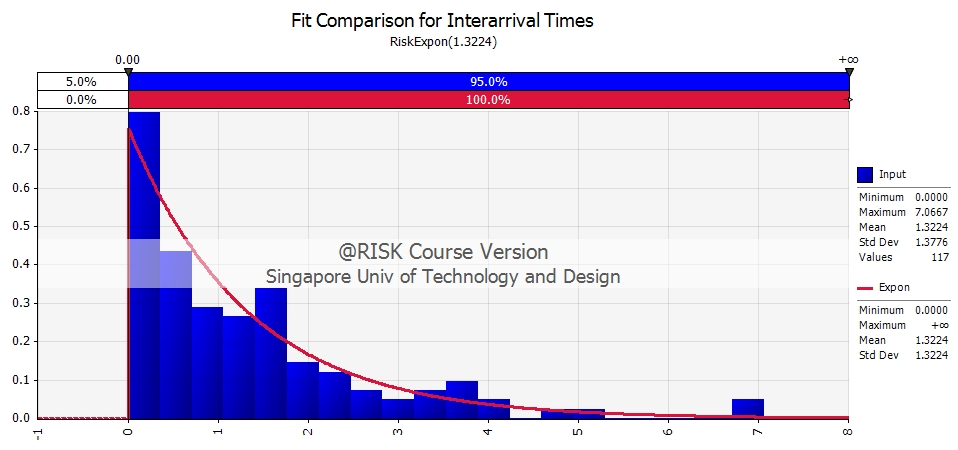 Fit Comparison for Interarrival Times
RiskExpon(1.3224)
0.00 +∞
5.0% 95.0%
0.0% 100.0%
0.8
0.7
0.6
0.5
0.4
0.3
0.2
0.1
0.0
-1 0 1 2 3 4 5 6 7 8
@RISK Course Version
Singapore Univ of Technology and Design
Input
Minimum 0.0000
Maximum 7.0667
Mean 1.3224
Std Dev 1.3776
Values 117
Expon
Minimum 0.0000
Maximum +∞
Mean 1.3224
Std Dev 1.3224